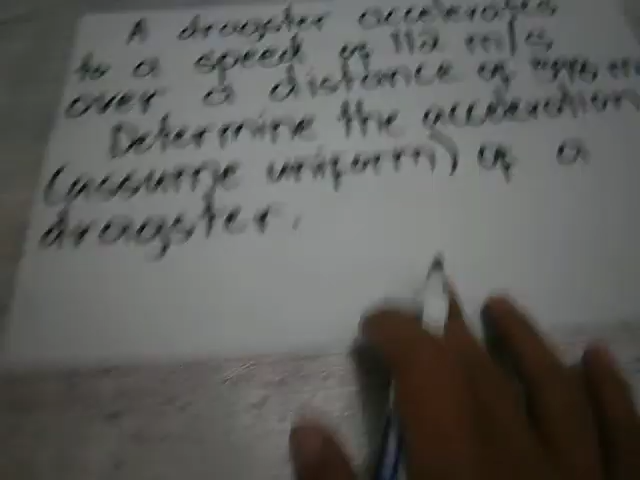 A dragster accelerates
to a speed of 112 m/s
over a distance of
Determine the acceleration
(assume uniform) of a
dragster.